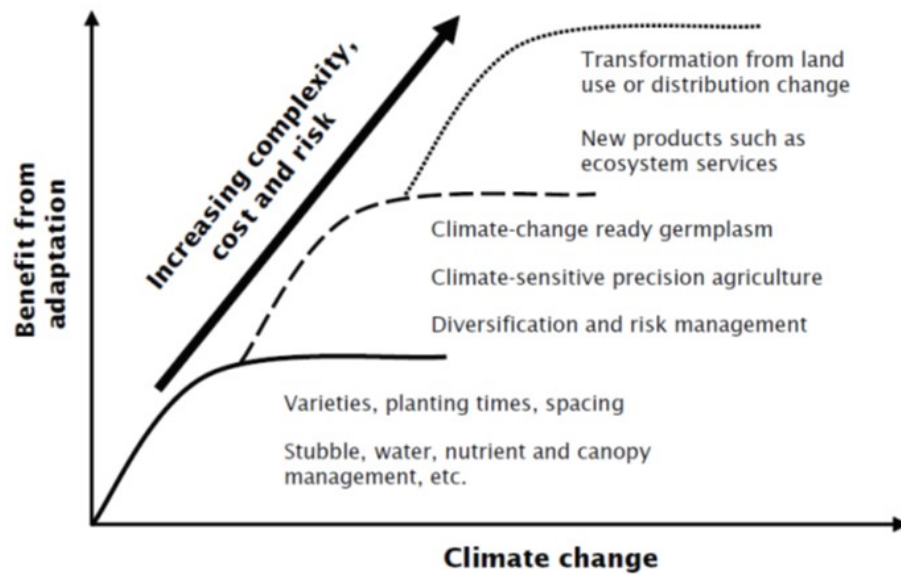 Benefit from
adaptation
Increasing complexity,
cost and risk
Transformation from land
use or distribution change
New products such as
ecosystem services
Climate-change ready germplasm
Climate-sensitive precision agriculture
Diversification and risk management
Varieties, planting times, spacing
Stubble, water, nutrient and canopy
management, etc.
Climate change